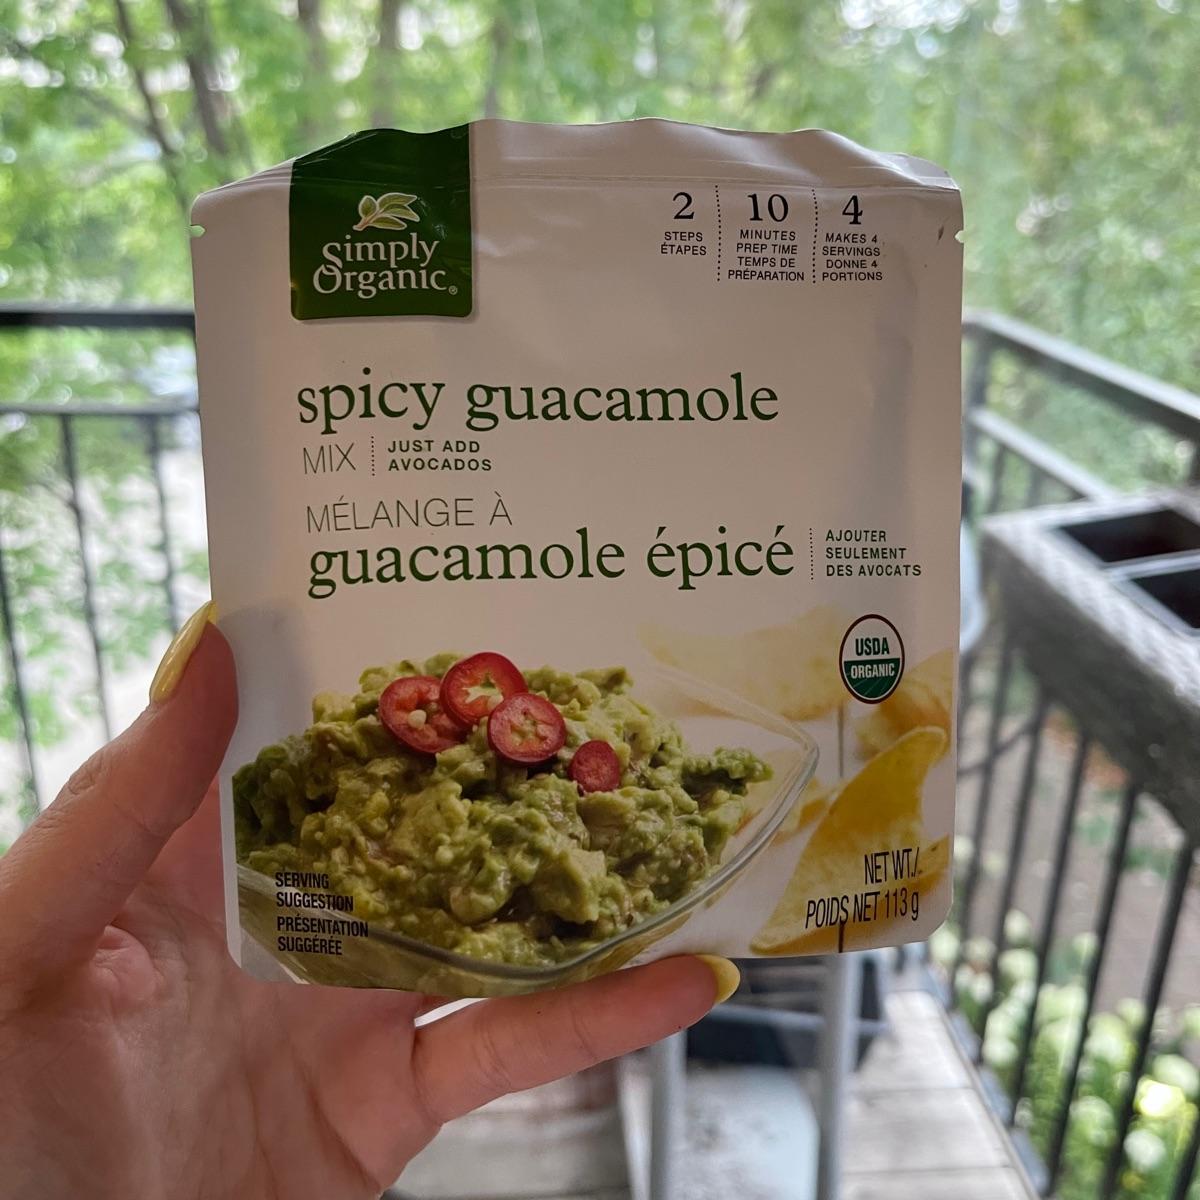 Simply
Organic®
2
STEPS
ÉTAPES
10
MINUTES
PREP TIME
TEMPS DE
PRÉPARATION
4
MAKES 4
SERVINGS
DONNE 4
PORTIONS
spicy guacamole
MIX
JUST ADD
AVOCADOS
MÉLANGE À
guacamole épicé
AJOUTER
SEULEMENT
DES AVOCATS
USDA
ORGANIC
SERVING
SUGGESTION
PRÉSENTATION
SUGGÉRÉE
NET WT./
POIDS NET 113 g